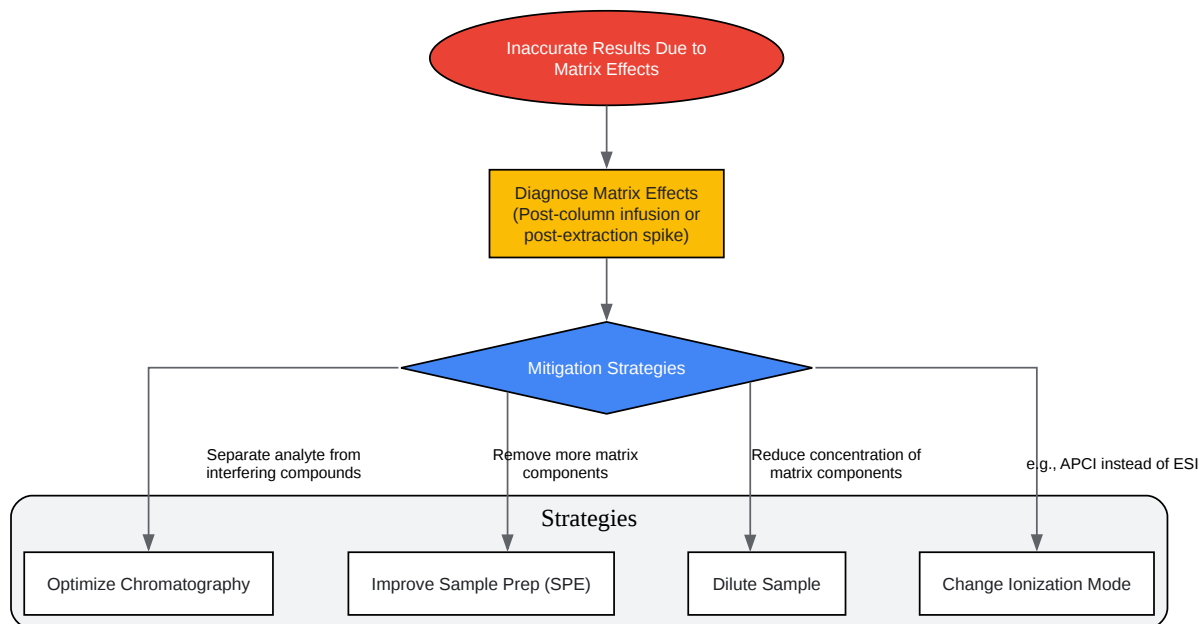 Inaccurate Results Due to
Matrix Effects
Diagnose Matrix Effects
(Post-column infusion or
post-extraction spike)
Mitigation Strategies
Separate analyte from
interfering compounds
Remove more matrix
components
Reduce concentration of
matrix components
e.g., APCI instead of ESI
Strategies
Optimize Chromatography
Improve Sample Prep (SPE)
Dilute Sample
Change Ionization Mode